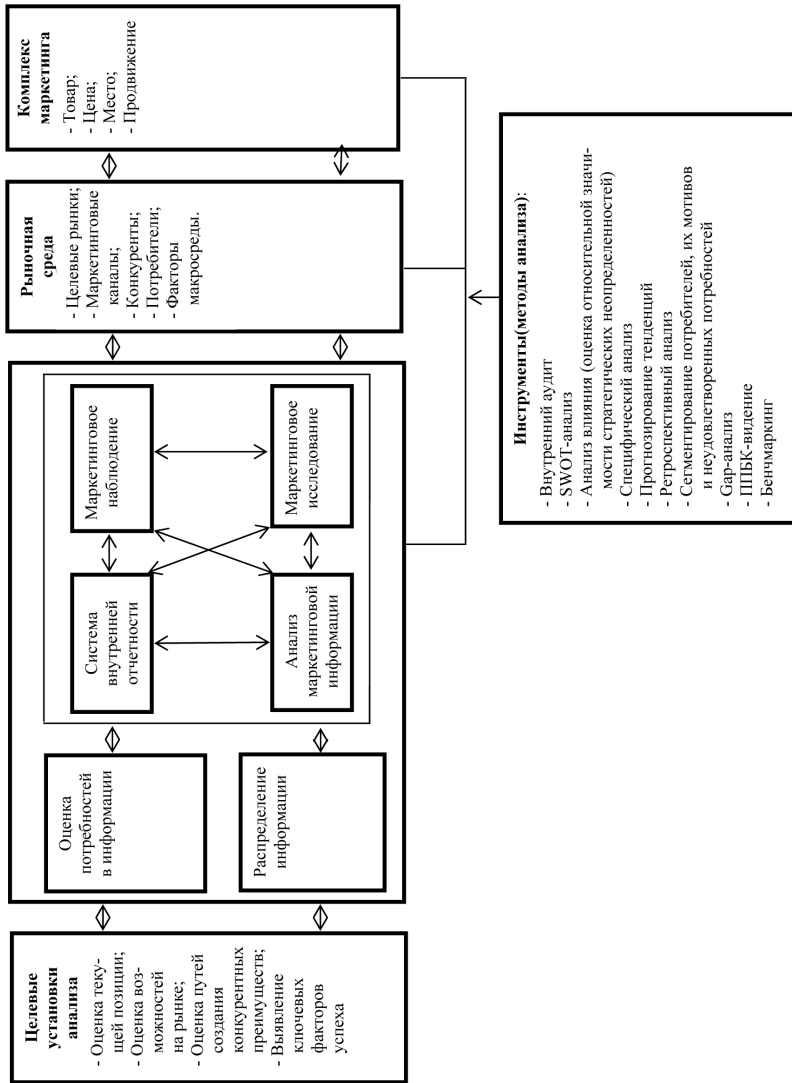 Целевые
установки
анализа
- Оценка теку-
щей позиции;
- Оценка воз-
можностей
на рынке;
- Оценка путей
создания
конкурентных
преимуществ;
- Выявление
ключевых
факторов
успеха
Оценка
потребностей
в информации
Распределение
информации
Система
внутренней
отчетности
Маркетинговое
наблюдение
Анализ
маркетинговой
информации
Маркетинговое
исследование
Рыночная
среда
- Целевые рынки;
- Маркетинговые
каналы;
- Конкуренты;
- Потребители;
- Факторы
макросреды.
Комплекс
маркетинга
- Товар;
- Цена;
- Место;
- Продвижение
Инструменты(методы анализа):
- Внутренний аудит
- SWOT-анализ
- Анализ влияния (оценка относительной значи-
мости стратегических неопределенностей)
- Специфический анализ
- Прогнозирование тенденций
- Ретроспективный анализ
- Сегментирование потребителей, их мотивов
и неудовлетворенных потребностей
- Gap-анализ
- ППБК-видение
- Бенчмаркинг